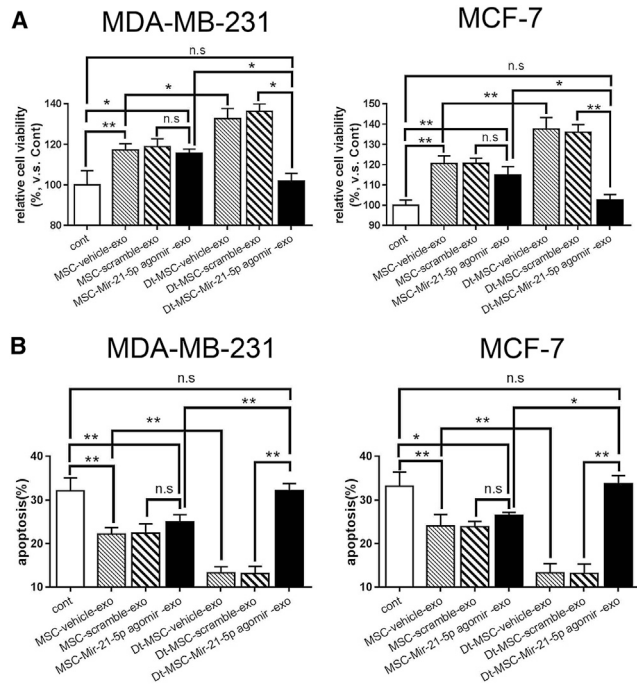 A
MDA-MB-231
MCF-7
n.s
*
*
*
*
n.s
**
relative cell viability
(%, v.s. Cont)
140
120
100
80
cont
MSC-vehicle-exo
MSC-scramble-exo
MSC-Mir-21-5p agomir -exo
Dt-MSC-vehicle-exo
Dt-MSC-scramble-exo
Dt-MSC-Mir-21-5p agomir -exo
n.s
*
**
**
**
n.s
**
relative cell viability
(%, v.s. Cont)
150
140
130
120
110
100
90
cont
MSC-vehicle-exo
MSC-scramble-exo
MSC-Mir-21-5p agomir -exo
Dt-MSC-vehicle-exo
Dt-MSC-scramble-exo
Dt-MSC-Mir-21-5p agomir -exo
B
MDA-MB-231
MCF-7
n.s
**
**
**
**
**
n.s
apoptosis(%)
40
30
20
10
cont
MSC-vehicle-exo
MSC-scramble-exo
MSC-Mir-21-5p agomir -exo
Dt-MSC-vehicle-exo
Dt-MSC-scramble-exo
Dt-MSC-Mir-21-5p agomir -exo
n.s
*
**
*
**
**
n.s
apoptosis(%)
40
30
20
10
cont
MSC-vehicle-exo
MSC-scramble-exo
MSC-Mir-21-5p agomir -exo
Dt-MSC-vehicle-exo
Dt-MSC-scramble-exo
Dt-MSC-Mir-21-5p agomir -exo